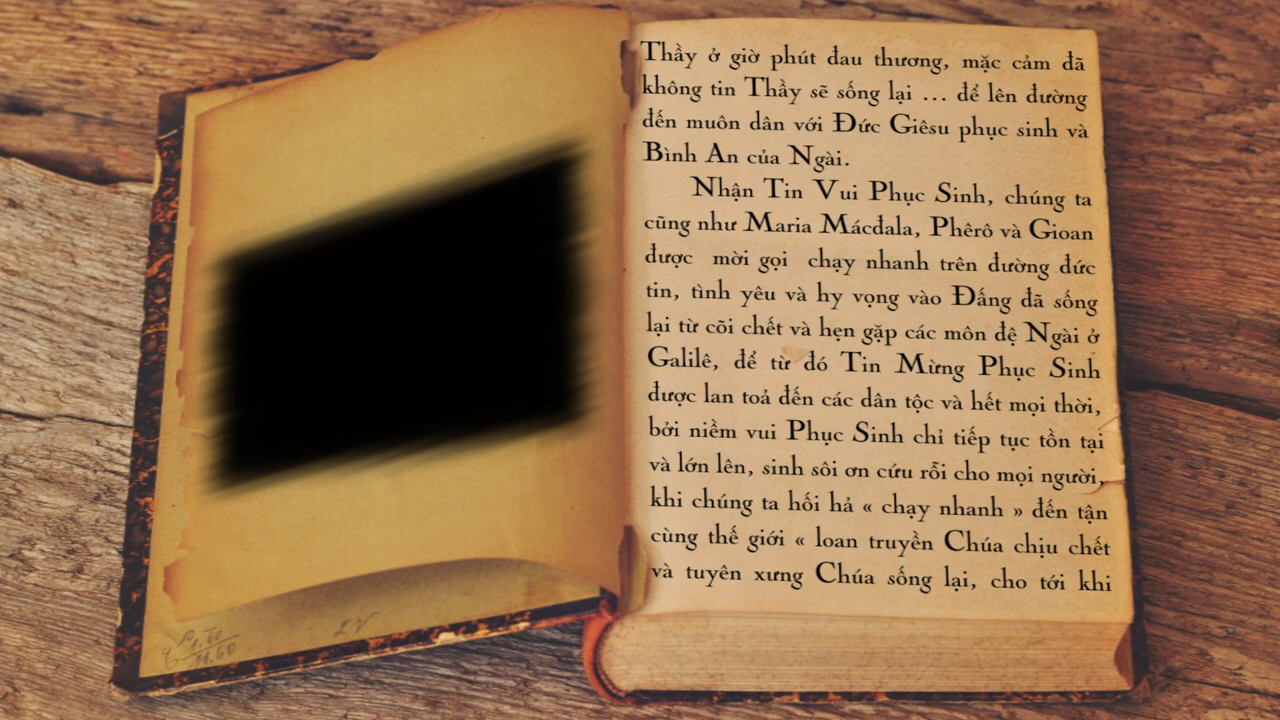 Thầy ở giờ phút đau thương, mặc cảm đã
không tin Thầy sẽ sống lại ... để lên đường
đến muôn dân với Đức Giêsu phục sinh và
Bình An của Ngài.
Nhận Tin Vui Phục Sinh, chúng ta
cũng như Maria Mácđala, Phêrô và Gioan
được mời gọi chạy nhanh trên đường đức
tin, tình yêu và hy vọng vào Đấng đã sống
lại từ cõi chết và hẹn gặp các môn đệ Ngài ở
Galilê, để từ đó Tin Mừng Phục Sinh
được lan toả đến các dân tộc và hết mọi thời,
bởi niềm vui Phục Sinh chỉ tiếp tục tồn tại
và lớn lên, sinh sôi ơn cứu rỗi cho mọi người,
khi chúng ta hối hả « chạy nhanh » đến tận
cùng thế giới « loan truyền Chúa chịu chết
và tuyên xưng Chúa sống lại, cho tới khi